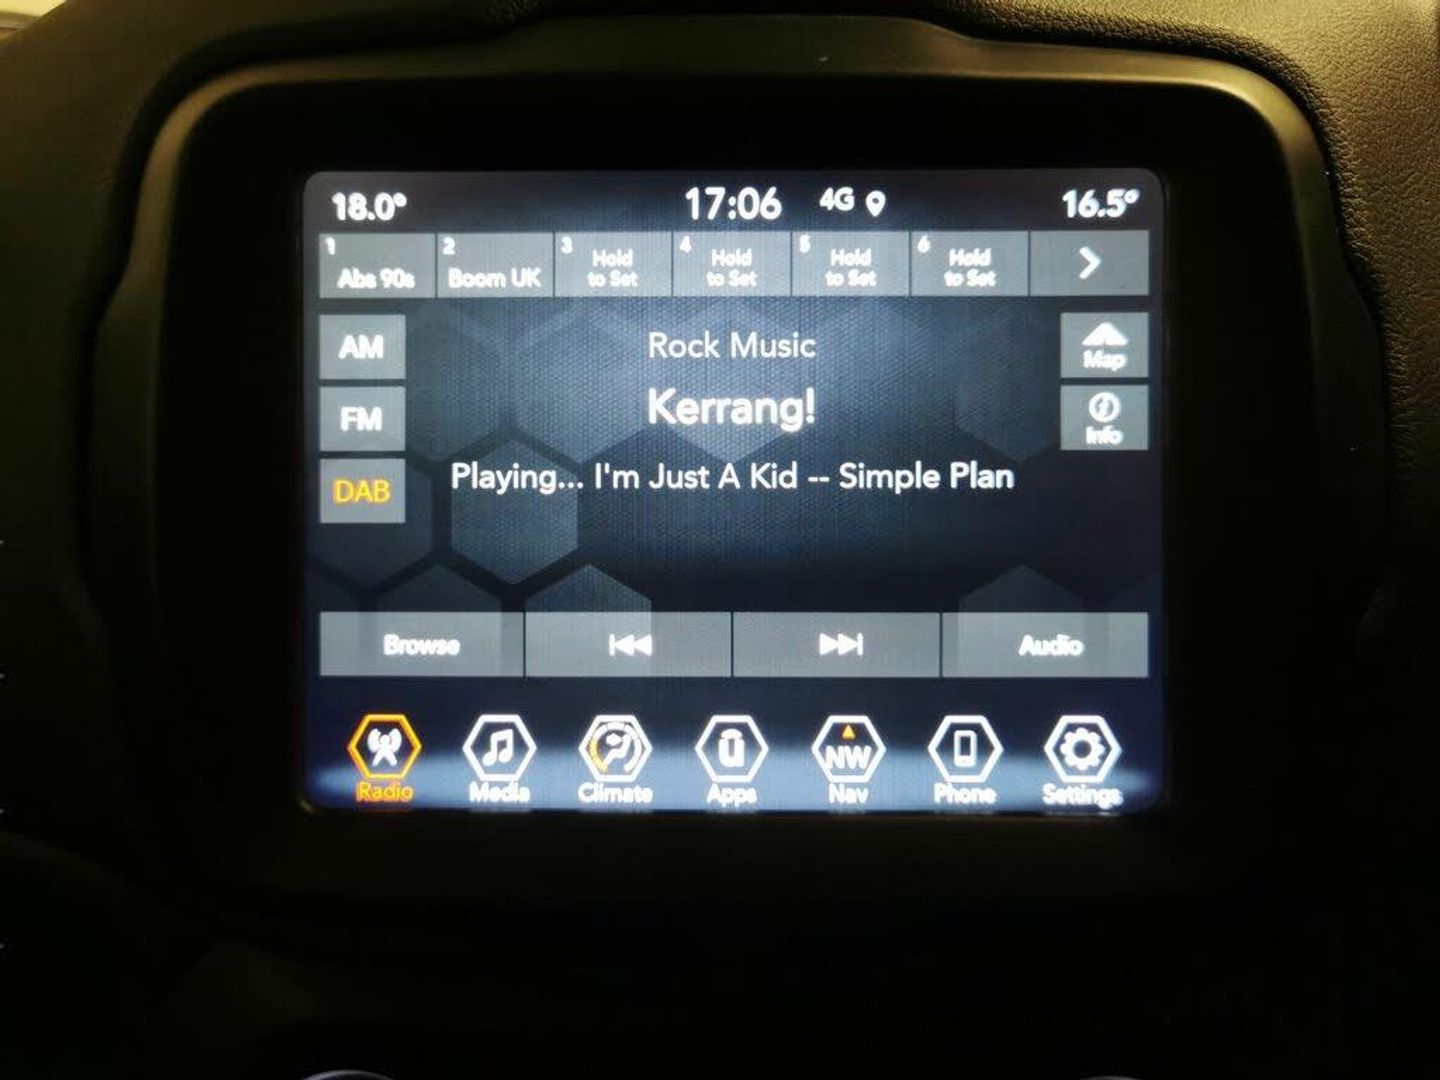 18.0° 17:06 4G 16.5°
1 2 3 4 5 6
Abs 90s Boom UK Hold to Set Hold to Set Hold to Set Hold to Set
AM
FM
DAB
Rock Music
Kerrang!
Playing... I'm Just A Kid -- Simple Plan
Map
Info
Browse Audio
NW
Radio Media Climate Apps Nav Phone Settings